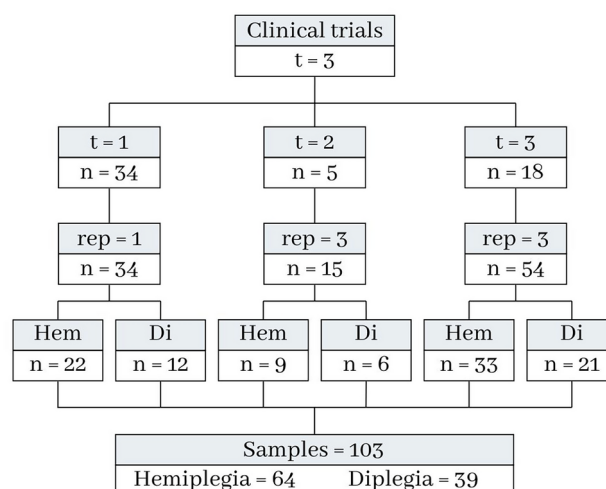 Clinical trials
t = 3
t = 1
t = 2
t = 3
n = 34
n = 5
n = 18
rep = 1
rep = 3
rep = 3
n = 34
n = 15
n = 54
Hem
Di
Hem
Di
Hem
Di
n = 22
n = 12
n = 9
n = 6
n = 33
n = 21
Samples = 103
Hemiplegia = 64 Diplegia = 39